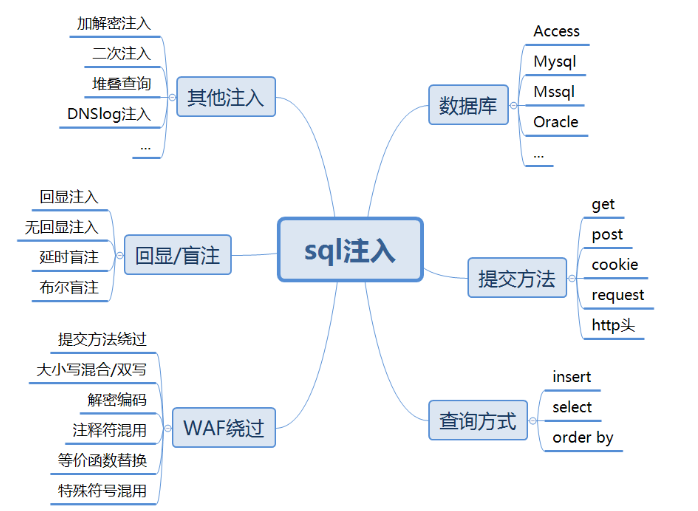 sql注入
数据库
Access
Mysql
Mssql
Oracle
...
提交方法
get
post
cookie
request
http头
查询方式
insert
select
order by
其他注入
加解密注入
二次注入
堆叠查询
DNSlog注入
...
回显/盲注
回显注入
无回显注入
延时盲注
布尔盲注
WAF绕过
提交方法绕过
大小写混合/双写
解密编码
注释符混用
等价函数替换
特殊符号混用